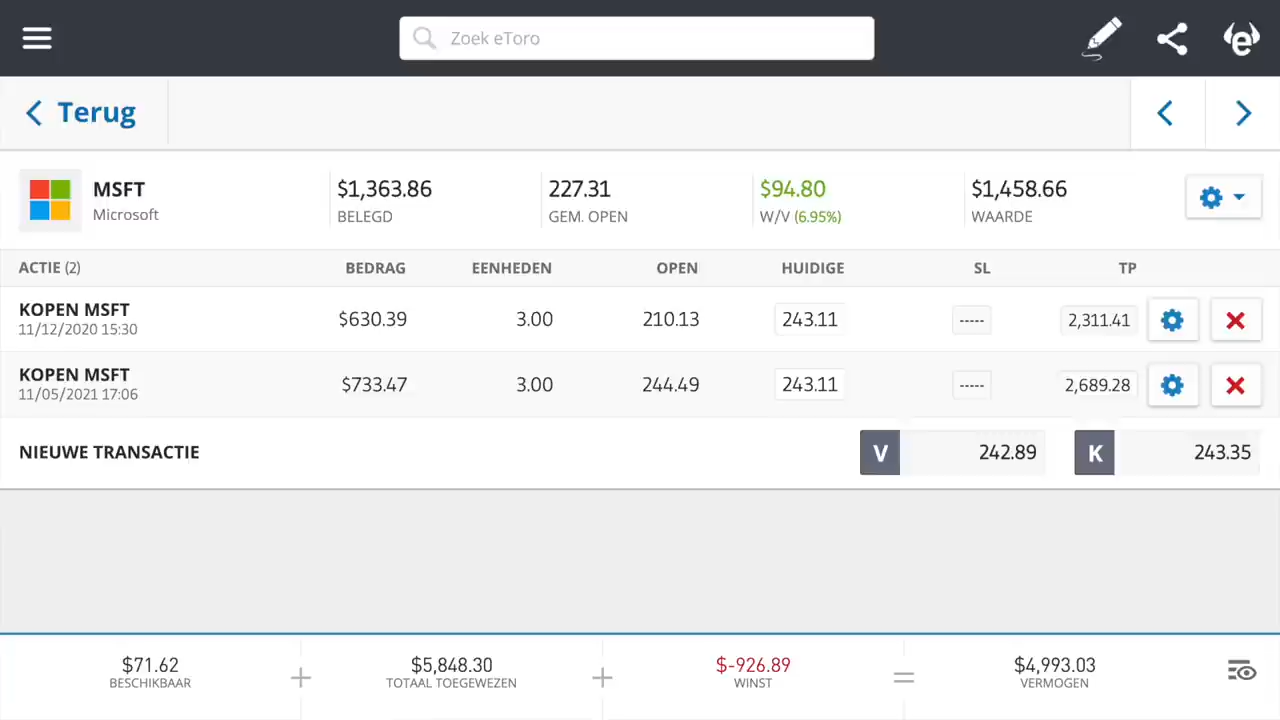 Zoek eToro
Terug
MSFT
Microsoft
$1,363.86
BELEGD
227.31
GEM. OPEN
$94.80
W/V (6.95%)
$1,458.66
WAARDE
ACTIE (2) BEDRAG EENHEDEN OPEN HUIDIGE SL TP
KOPEN MSFT
11/12/2020 15:30
$630.39 3.00 210.13 243.11 ----- 2,311.41
KOPEN MSFT
11/05/2021 17:06
$733.47 3.00 244.49 243.11 ----- 2,689.28
NIEUWE TRANSACTIE V 242.89 K 243.35
$71.62
BESCHIKBAAR
+
$5,848.30
TOTAAL TOEGEWEZEN
+
$-926.89
WINST
=
$4,993.03
VERMOGEN